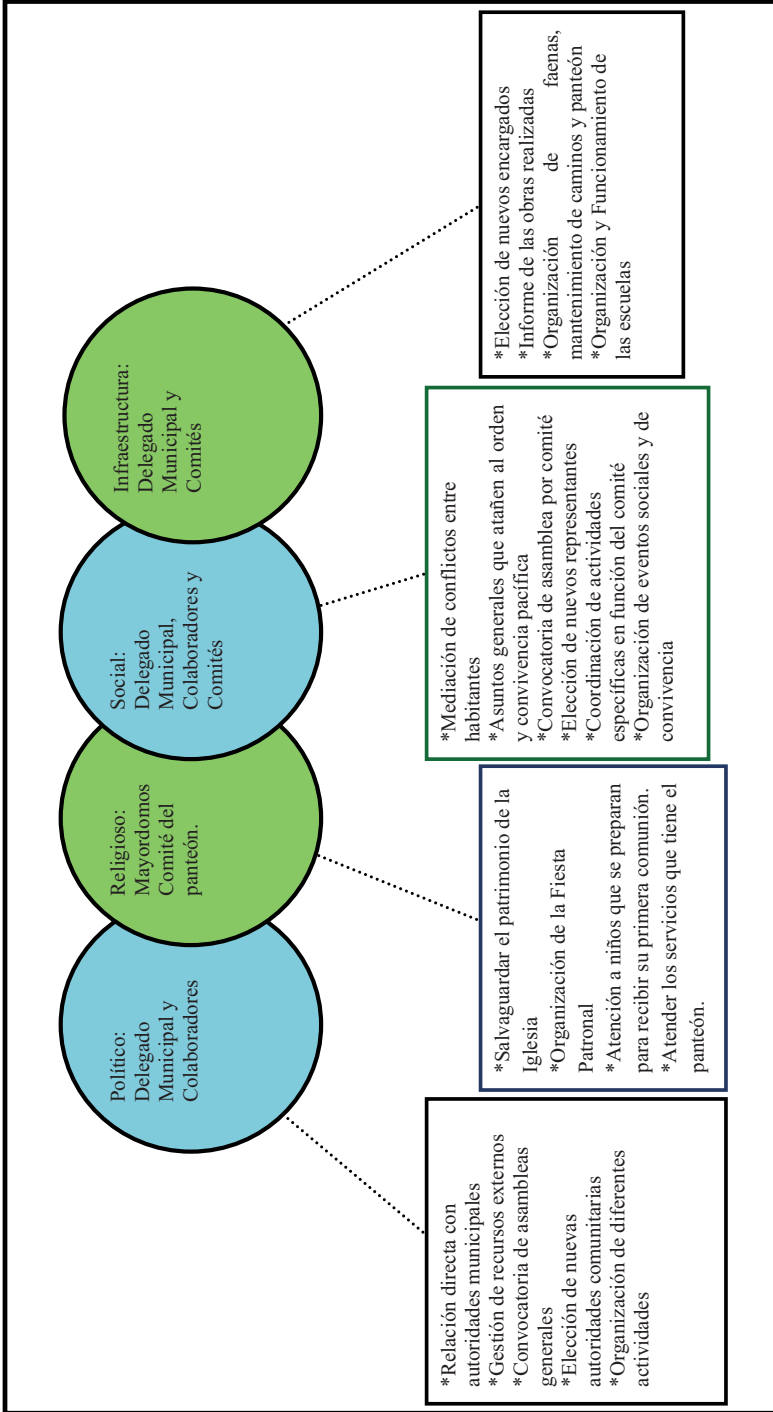 Político:
Delegado
Municipal y
Colaboradores
Religioso:
Mayordomos
Comité del
panteón.
Social:
Delegado
Municipal,
Colaboradores y
Comités
Infraestructura:
Delegado
Municipal y
Comités
*Relación directa con
autoridades municipales
*Gestión de recursos externos
*Convocatoria de asambleas
generales
*Elección de nuevas
autoridades comunitarias
*Organización de diferentes
actividades
*Salvaguardar el patrimonio de la
Iglesia
*Organización de la Fiesta
Patronal
*Atención a niños que se preparan
para recibir su primera comunión.
*Atender los servicios que tiene el
panteón.
*Mediación de conflictos entre
habitantes
*Asuntos generales que atañen al orden
y convivencia pacífica
*Convocatoria de asamblea por comité
*Elección de nuevos representantes
*Coordinación de actividades
específicas en función del comité
*Organización de eventos sociales y de
convivencia
*Elección de nuevos encargados
*Informe de las obras realizadas
*Organización de faenas,
mantenimiento de caminos y panteón
*Organización y Funcionamiento de
las escuelas